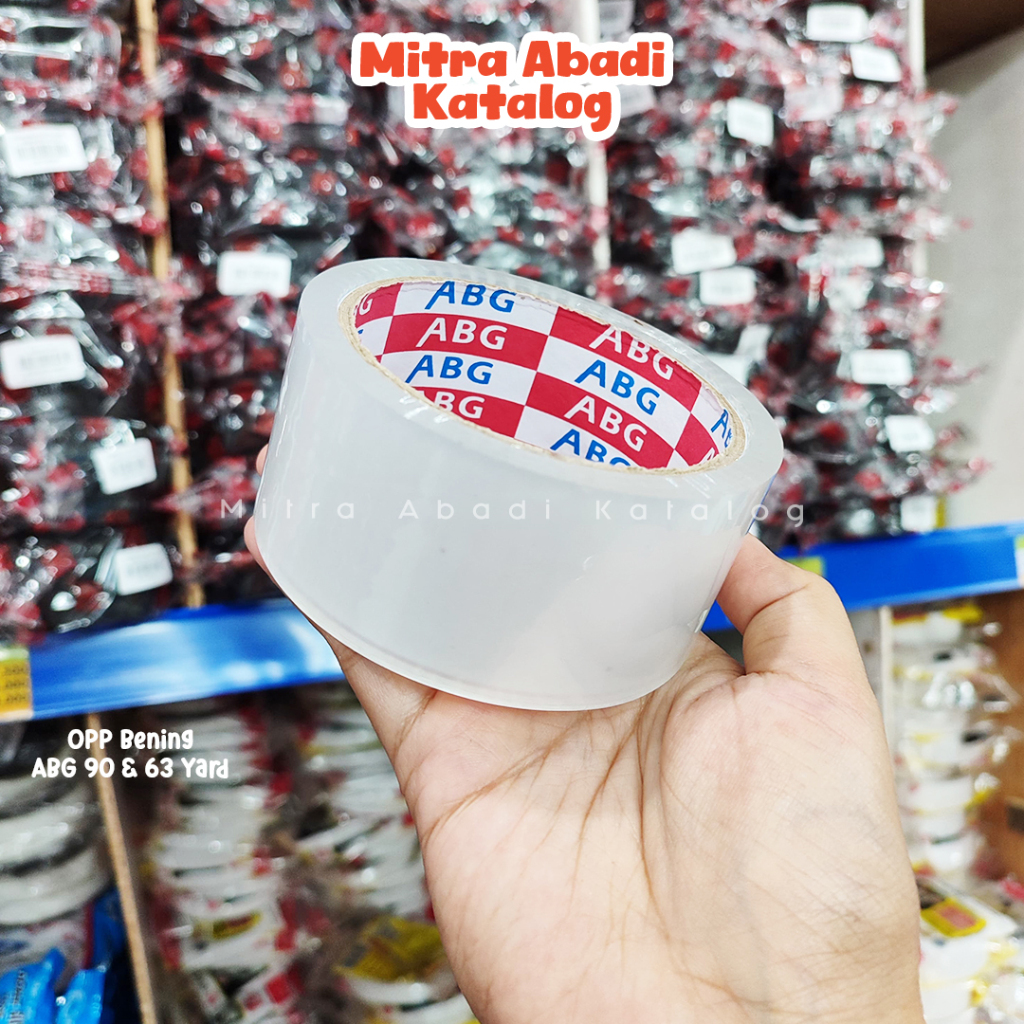 Mitra Abadi
Katalog
ABG
ABG
ABG
ABG
ABG
ABG
ABG
ABG
Mitra Abadi Katalog
OPP Bening
ABG 90 & 63 Yard